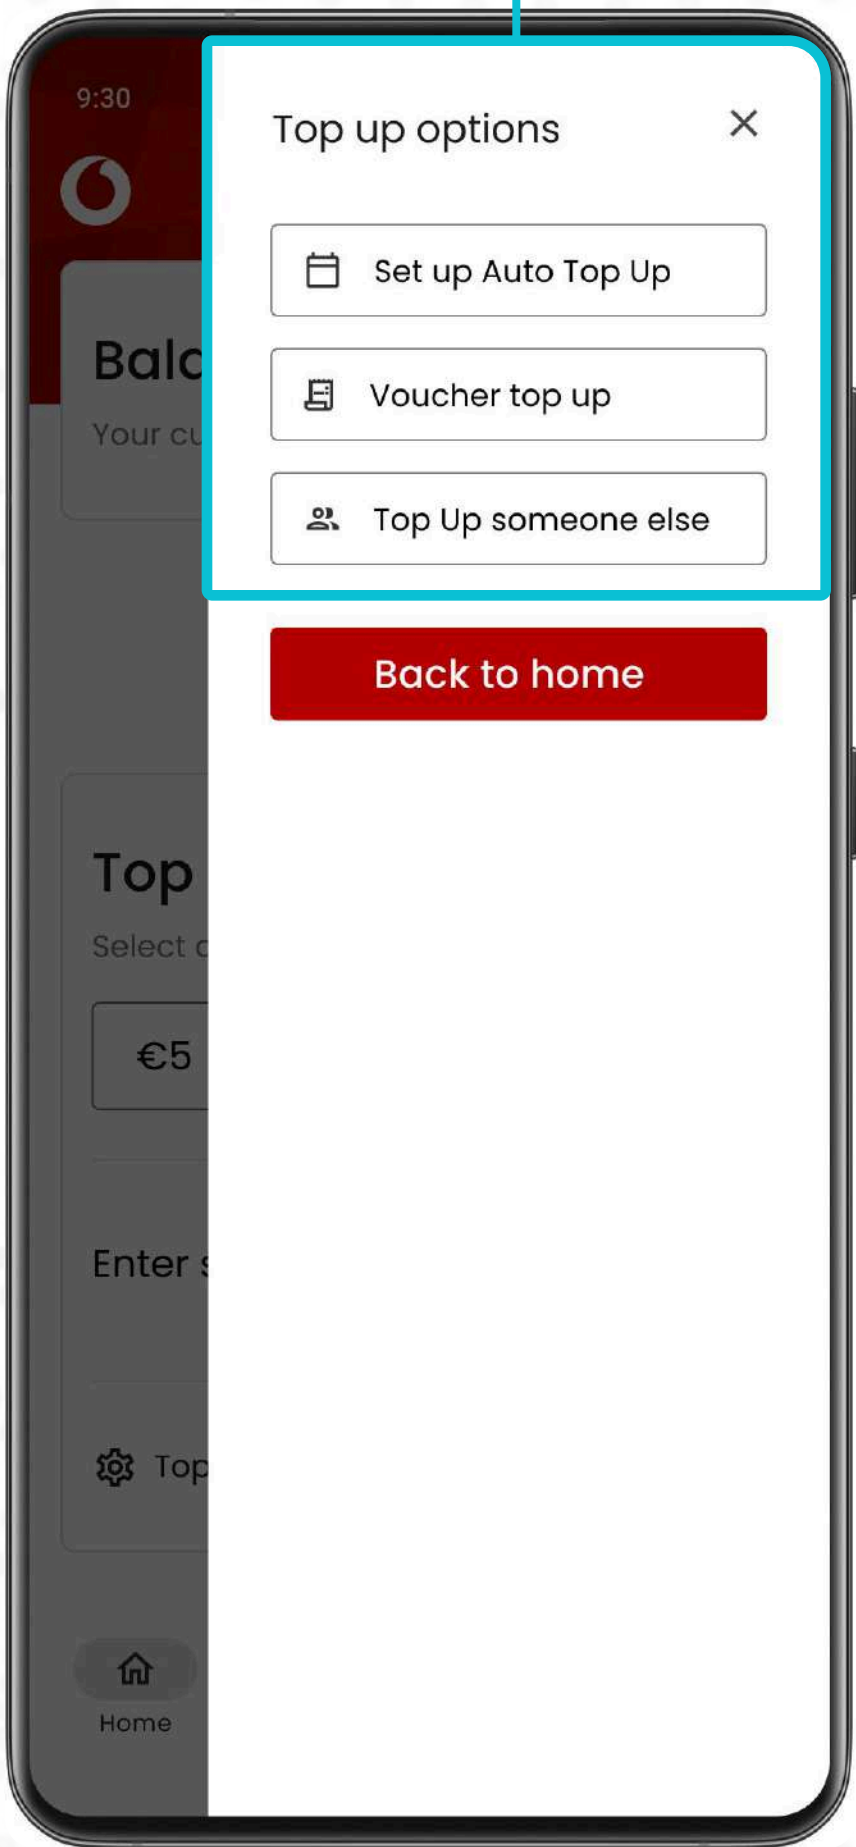 9:30
Top up options
Set up Auto Top Up
Voucher top up
Top Up someone else
Back to home
Balc
Your cu
Top
Select
€5
Enter
Top
Home